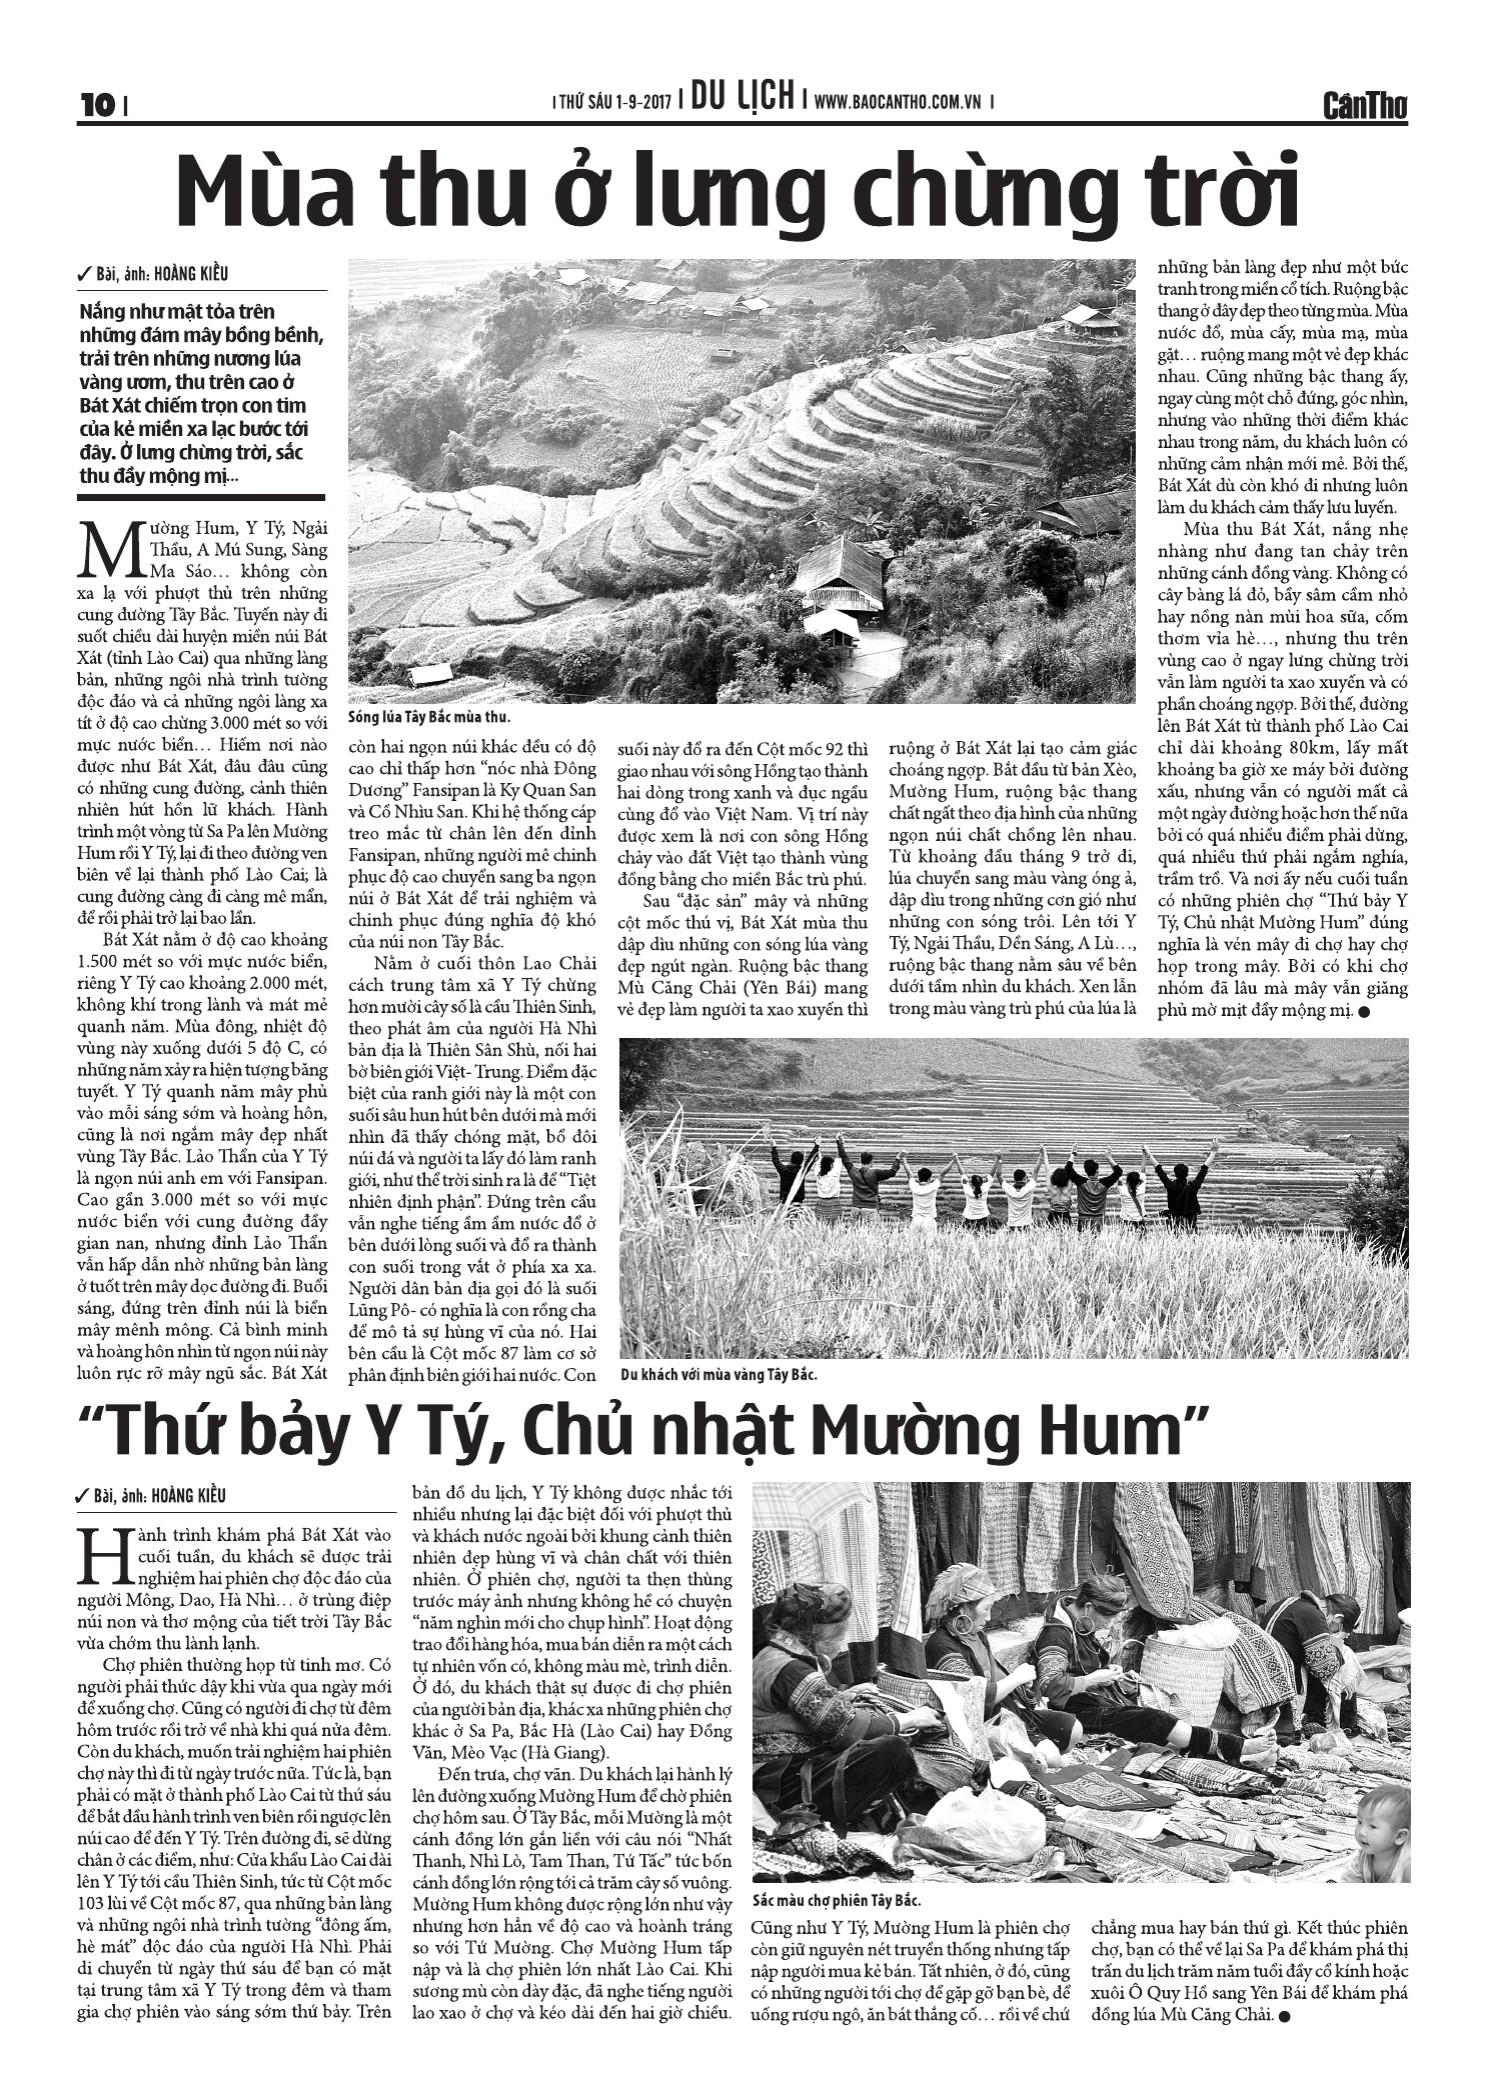 10 |
| THỨ SÁU 1-9-2017 | DU LỊCH | WWW.BAOCANTHO.COM.VN |
CầnThơ
Mùa thu ở lưng chừng trời
✓ Bài, ảnh: HOÀNG KIỀU
Nắng như mật tỏa trên
những đám mây bồng bềnh,
trải trên những nương lúa
vàng ươm, thu trên cao ở
Bát Xát chiếm trọn con tim
của kẻ miền xa lạc bước tới
đây. Ở lưng chừng trời, sắc
thu đầy mộng mị...
Mường Hum, Y Tý, Ngải
Thầu, A Mú Sung, Sàng
Ma Sáo… không còn
xa lạ với phượt thủ trên những
cung đường Tây Bắc. Tuyến này đi
suốt chiều dài huyện miền núi Bát
Xát (tỉnh Lào Cai) qua những làng
bản, những ngôi nhà trình tường
độc đáo và cả những ngôi làng xa
tít ở độ cao chừng 3.000 mét so với
mực nước biển… Hiếm nơi nào
được như Bát Xát, đâu đâu cũng
có những cung đường, cảnh thiên
nhiên hút hồn lữ khách. Hành
trình một vòng từ Sa Pa lên Mường
Hum rồi Y Tý, lại đi theo đường ven
biên về lại thành phố Lào Cai; là
cung đường càng đi càng mê mẩn,
để rồi phải trở lại bao lần.
Bát Xát nằm ở độ cao khoảng
1.500 mét so với mực nước biển,
riêng Y Tý cao khoảng 2.000 mét,
không khí trong lành và mát mẻ
quanh năm. Mùa đông, nhiệt độ
vùng này xuống dưới 5 độ C, có
những năm xảy ra hiện tượng băng
tuyết. Y Tý quanh năm mây phủ
vào mỗi sáng sớm và hoàng hôn,
cũng là nơi ngắm mây đẹp nhất
vùng Tây Bắc. Lảo Thẩn của Y Tý
là ngọn núi anh em với Fansipan.
Cao gần 3.000 mét so với mực
nước biển với cung đường đầy
gian nan, nhưng đỉnh Lảo Thẩn
vẫn hấp dẫn nhờ những bản làng
ở tuốt trên mây dọc đường đi. Buổi
sáng, đứng trên đỉnh núi là biển
mây mênh mông. Cả bình minh
và hoàng hôn nhìn từ ngọn núi này
luôn rực rỡ mây ngũ sắc. Bát Xát
Sóng lúa Tây Bắc mùa thu.
còn hai ngọn núi khác đều có độ
cao chỉ thấp hơn “nóc nhà Đông
Dương” Fansipan là Ky Quan San
và Cồ Nhìu San. Khi hệ thống cáp
treo mắc từ chân lên đến đỉnh
Fansipan, những người mê chinh
phục độ cao chuyển sang ba ngọn
núi ở Bát Xát để trải nghiệm và
chinh phục đúng nghĩa độ khó
của núi non Tây Bắc.
Nằm ở cuối thôn Lao Chải
cách trung tâm xã Y Tý chừng
hơn mười cây số là cầu Thiên Sinh,
theo phát âm của người Hà Nhì
bản địa là Thiên Sân Shù, nối hai
bờ biên giới Việt- Trung. Điểm đặc
biệt của ranh giới này là một con
suối sâu hun hút bên dưới mà mới
nhìn đã thấy chóng mặt, bổ đôi
núi đá và người ta lấy đó làm ranh
giới, như thể trời sinh ra là để “Tiệt
nhiên định phận”. Đứng trên cầu
vẫn nghe tiếng ầm ầm nước đổ ở
bên dưới lòng suối và đổ ra thành
con suối trong vắt ở phía xa xa.
Người dân bản địa gọi đó là suối
Lũng Pô- có nghĩa là con rồng cha
để mô tả sự hùng vĩ của nó. Hai
bên cầu là Cột mốc 87 làm cơ sở
phân định biên giới hai nước. Con
suối này đổ ra đến Cột mốc 92 thì
giao nhau với sông Hồng tạo thành
hai dòng trong xanh và đục ngầu
cùng đổ vào Việt Nam. Vị trí này
được xem là nơi con sông Hồng
chảy vào đất Việt tạo thành vùng
đồng bằng cho miền Bắc trù phú.
Sau “đặc sản” mây và những
cột mốc thú vị, Bát Xát mùa thu
dập dìu những con sóng lúa vàng
đẹp ngút ngàn. Ruộng bậc thang
Mù Căng Chải (Yên Bái) mang
vẻ đẹp làm người ta xao xuyến thì
ruộng ở Bát Xát lại tạo cảm giác
choáng ngợp. Bắt đầu từ bản Xèo,
Mường Hum, ruộng bậc thang
chất ngất theo địa hình của những
ngọn núi chất chồng lên nhau.
Từ khoảng đầu tháng 9 trở đi,
lúa chuyển sang màu vàng óng ả,
dập dìu trong những cơn gió như
những con sóng trôi. Lên tới Y
Tý, Ngải Thầu, Dền Sáng, A Lù…,
ruộng bậc thang nằm sâu về bên
dưới tầm nhìn du khách. Xen lẫn
trong màu vàng trù phú của lúa là
những bản làng đẹp như một bức
tranh trong miền cổ tích. Ruộng bậc
thang ở đây đẹp theo từng mùa. Mùa
nước đổ, mùa cấy, mùa mạ, mùa
gặt… ruộng mang một vẻ đẹp khác
nhau. Cũng những bậc thang ấy,
ngay cùng một chỗ đứng, góc nhìn,
nhưng vào những thời điểm khác
nhau trong năm, du khách luôn có
những cảm nhận mới mẻ. Bởi thế,
Bát Xát dù còn khó đi nhưng luôn
làm du khách cảm thấy lưu luyến.
Mùa thu Bát Xát, nắng nhẹ
nhàng như đang tan chảy trên
những cánh đồng vàng. Không có
cây bàng lá đỏ, bầy sâm cầm nhỏ
hay nồng nàn mùi hoa sữa, cốm
thơm vỉa hè…, nhưng thu trên
vùng cao ở ngay lưng chừng trời
vẫn làm người ta xao xuyến và có
phần choáng ngợp. Bởi thế, đường
lên Bát Xát từ thành phố Lào Cai
chỉ dài khoảng 80km, lấy mất
khoảng ba giờ xe máy bởi đường
xấu, nhưng vẫn có người mất cả
một ngày đường hoặc hơn thế nữa
bởi có quá nhiều điểm phải dừng,
quá nhiều thứ phải ngắm nghía,
trầm trồ. Và nơi ấy nếu cuối tuần
có những phiên chợ “Thứ bảy Y
Tý, Chủ nhật Mường Hum” đúng
nghĩa là vén mây đi chợ hay chợ
họp trong mây. Bởi có khi chợ
nhóm đã lâu mà mây vẫn giăng
phủ mờ mịt đầy mộng mị. ●
Du khách với mùa vàng Tây Bắc.
“Thứ bảy Y Tý, Chủ nhật Mường Hum”
✓ Bài, ảnh: HOÀNG KIỀU
Hành trình khám phá Bát Xát vào
cuối tuần, du khách sẽ được trải
nghiệm hai phiên chợ độc đáo của
người Mông, Dao, Hà Nhì… ở trùng điệp
núi non và thơ mộng của tiết trời Tây Bắc
vừa chớm thu lành lạnh.
Chợ phiên thường họp từ tinh mơ. Có
người phải thức dậy khi vừa qua ngày mới
để xuống chợ. Cũng có người đi chợ từ đêm
hôm trước rồi trở về nhà khi quá nửa đêm.
Còn du khách, muốn trải nghiệm hai phiên
chợ này thì đi từ ngày trước nữa. Tức là, bạn
phải có mặt ở thành phố Lào Cai từ thứ sáu
để bắt đầu hành trình ven biên rồi ngược lên
núi cao để đến Y Tý. Trên đường đi, sẽ dừng
chân ở các điểm, như: Cửa khẩu Lào Cai dài
lên Y Tý tới cầu Thiên Sinh, tức từ Cột mốc
103 lùi về Cột mốc 87, qua những bản làng
và những ngôi nhà trình tường “đông ấm,
hè mát” độc đáo của người Hà Nhì. Phải
di chuyển từ ngày thứ sáu để bạn có mặt
tại trung tâm xã Y Tý trong đêm và tham
gia chợ phiên vào sáng sớm thứ bảy. Trên
bản đồ du lịch, Y Tý không được nhắc tới
nhiều nhưng lại đặc biệt đối với phượt thủ
và khách nước ngoài bởi khung cảnh thiên
nhiên đẹp hùng vĩ và chân chất với thiên
nhiên. Ở phiên chợ, người ta thẹn thùng
trước máy ảnh nhưng không hề có chuyện
“năm nghìn mới cho chụp hình”. Hoạt động
trao đổi hàng hóa, mua bán diễn ra một cách
tự nhiên vốn có, không màu mè, trình diễn.
Ở đó, du khách thật sự được đi chợ phiên
của người bản địa, khác xa những phiên chợ
khác ở Sa Pa, Bắc Hà (Lào Cai) hay Đồng
Văn, Mèo Vạc (Hà Giang).
Đến trưa, chợ vãn. Du khách lại hành lý
lên đường xuống Mường Hum để chờ phiên
chợ hôm sau. Ở Tây Bắc, mỗi Mường là một
cánh đồng lớn gắn liền với câu nói “Nhất
Thanh, Nhì Lò, Tam Than, Tứ Tấc” tức bốn
cánh đồng lớn rộng tới cả trăm cây số vuông.
Mường Hum không được rộng lớn như vậy
nhưng hơn hẳn về độ cao và hoành tráng
so với Tứ Mường. Chợ Mường Hum tấp
nập và là chợ phiên lớn nhất Lào Cai. Khi
sương mù còn dày đặc, đã nghe tiếng người
lao xao ở chợ và kéo dài đến hai giờ chiều.
Sắc màu chợ phiên Tây Bắc.
Cũng như Y Tý, Mường Hum là phiên chợ
còn giữ nguyên nét truyền thống nhưng tấp
nập người mua kẻ bán. Tất nhiên, ở đó, cũng
có những người tới chợ để gặp gỡ bạn bè, để
uống rượu ngô, ăn bát thắng cố… rồi về chứ
chẳng mua hay bán thứ gì. Kết thúc phiên
chợ, bạn có thể về lại Sa Pa để khám phá thị
trấn du lịch trăm năm tuổi đầy cổ kính hoặc
xuôi Ô Quy Hồ sang Yên Bái để khám phá
đồng lúa Mù Căng Chải. ●